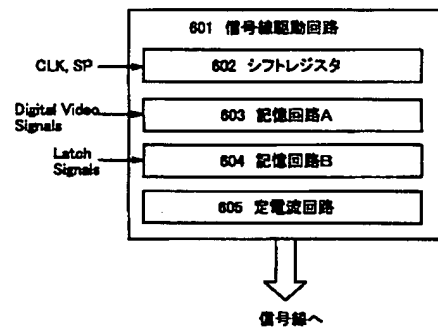 601 信号線駆動回路
CLK, SP
602 シフトレジスタ
Digital Video
Signals
603 記憶回路A
Latch
Signals
604 記憶回路B
605 定電流回路
信号線へ